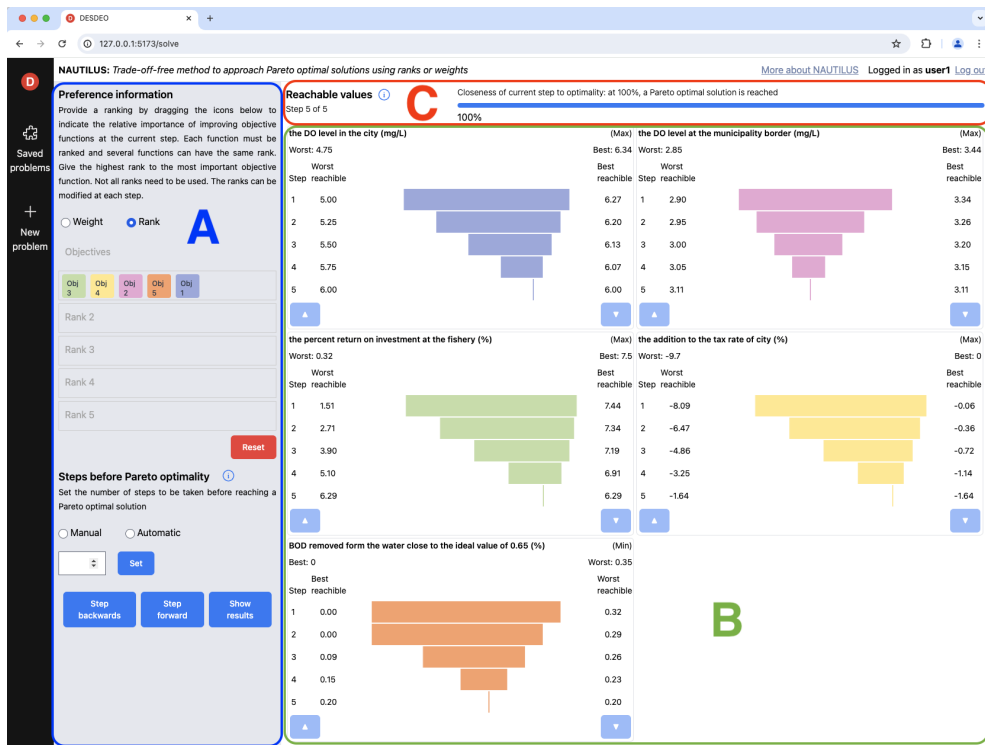 DESDEO
127.0.0.1:5173/solve
NAUTILUS: Trade-off-free method to approach Pareto optimal solutions using ranks or weights
More about NAUTILUS Logged in as user1 Log out
D
Saved
problems
New
problem
Preference information
Provide a ranking by dragging the icons below to
indicate the relative importance of improving objective
functions at the current step. Each function must be
ranked and several functions can have the same rank.
Give the highest rank to the most important objective
function. Not all ranks need to be used. The ranks can be
modified at each step.
Weight Rank
A
Objectives
Obj 3 Obj 4 Obj 2 Obj 5 Obj 1
Rank 2
Rank 3
Rank 4
Rank 5
Reset
Steps before Pareto optimality
Set the number of steps to be taken before reaching a
Pareto optimal solution
Manual Automatic
Set
Step backwards Step forward Show results
Reachable values
Step 5 of 5
C
Closeness of current step to optimality: at 100%, a Pareto optimal solution is reached
100%
the DO level in the city (mg/L) (Max)
Worst: 4.75 Best: 6.34
Step Worst reachible Best reachible
1 5.00 6.27
2 5.25 6.20
3 5.50 6.13
4 5.75 6.07
5 6.00 6.00
the DO level at the municipality border (mg/L) (Max)
Worst: 2.85 Best: 3.44
Step Worst reachible Best reachible
1 2.90 3.34
2 2.95 3.26
3 3.00 3.20
4 3.05 3.15
5 3.11 3.11
the percent return on investment at the fishery (%) (Max)
Worst: 0.32 Best: 7.5
Step Worst reachible Best reachible
1 1.51 7.44
2 2.71 7.34
3 3.90 7.19
4 5.10 6.91
5 6.29 6.29
the addition to the tax rate of city (%) (Max)
Worst: -9.7 Best: 0
Step Worst reachible Best reachible
1 -8.09 -0.06
2 -6.47 -0.36
3 -4.86 -0.72
4 -3.25 -1.14
5 -1.64 -1.64
BOD removed form the water close to the ideal value of 0.65 (%) (Min)
Best: 0 Worst: 0.35
Step Best reachible Worst reachible
1 0.00 0.32
2 0.00 0.29
3 0.09 0.26
4 0.15 0.23
5 0.20 0.20
B